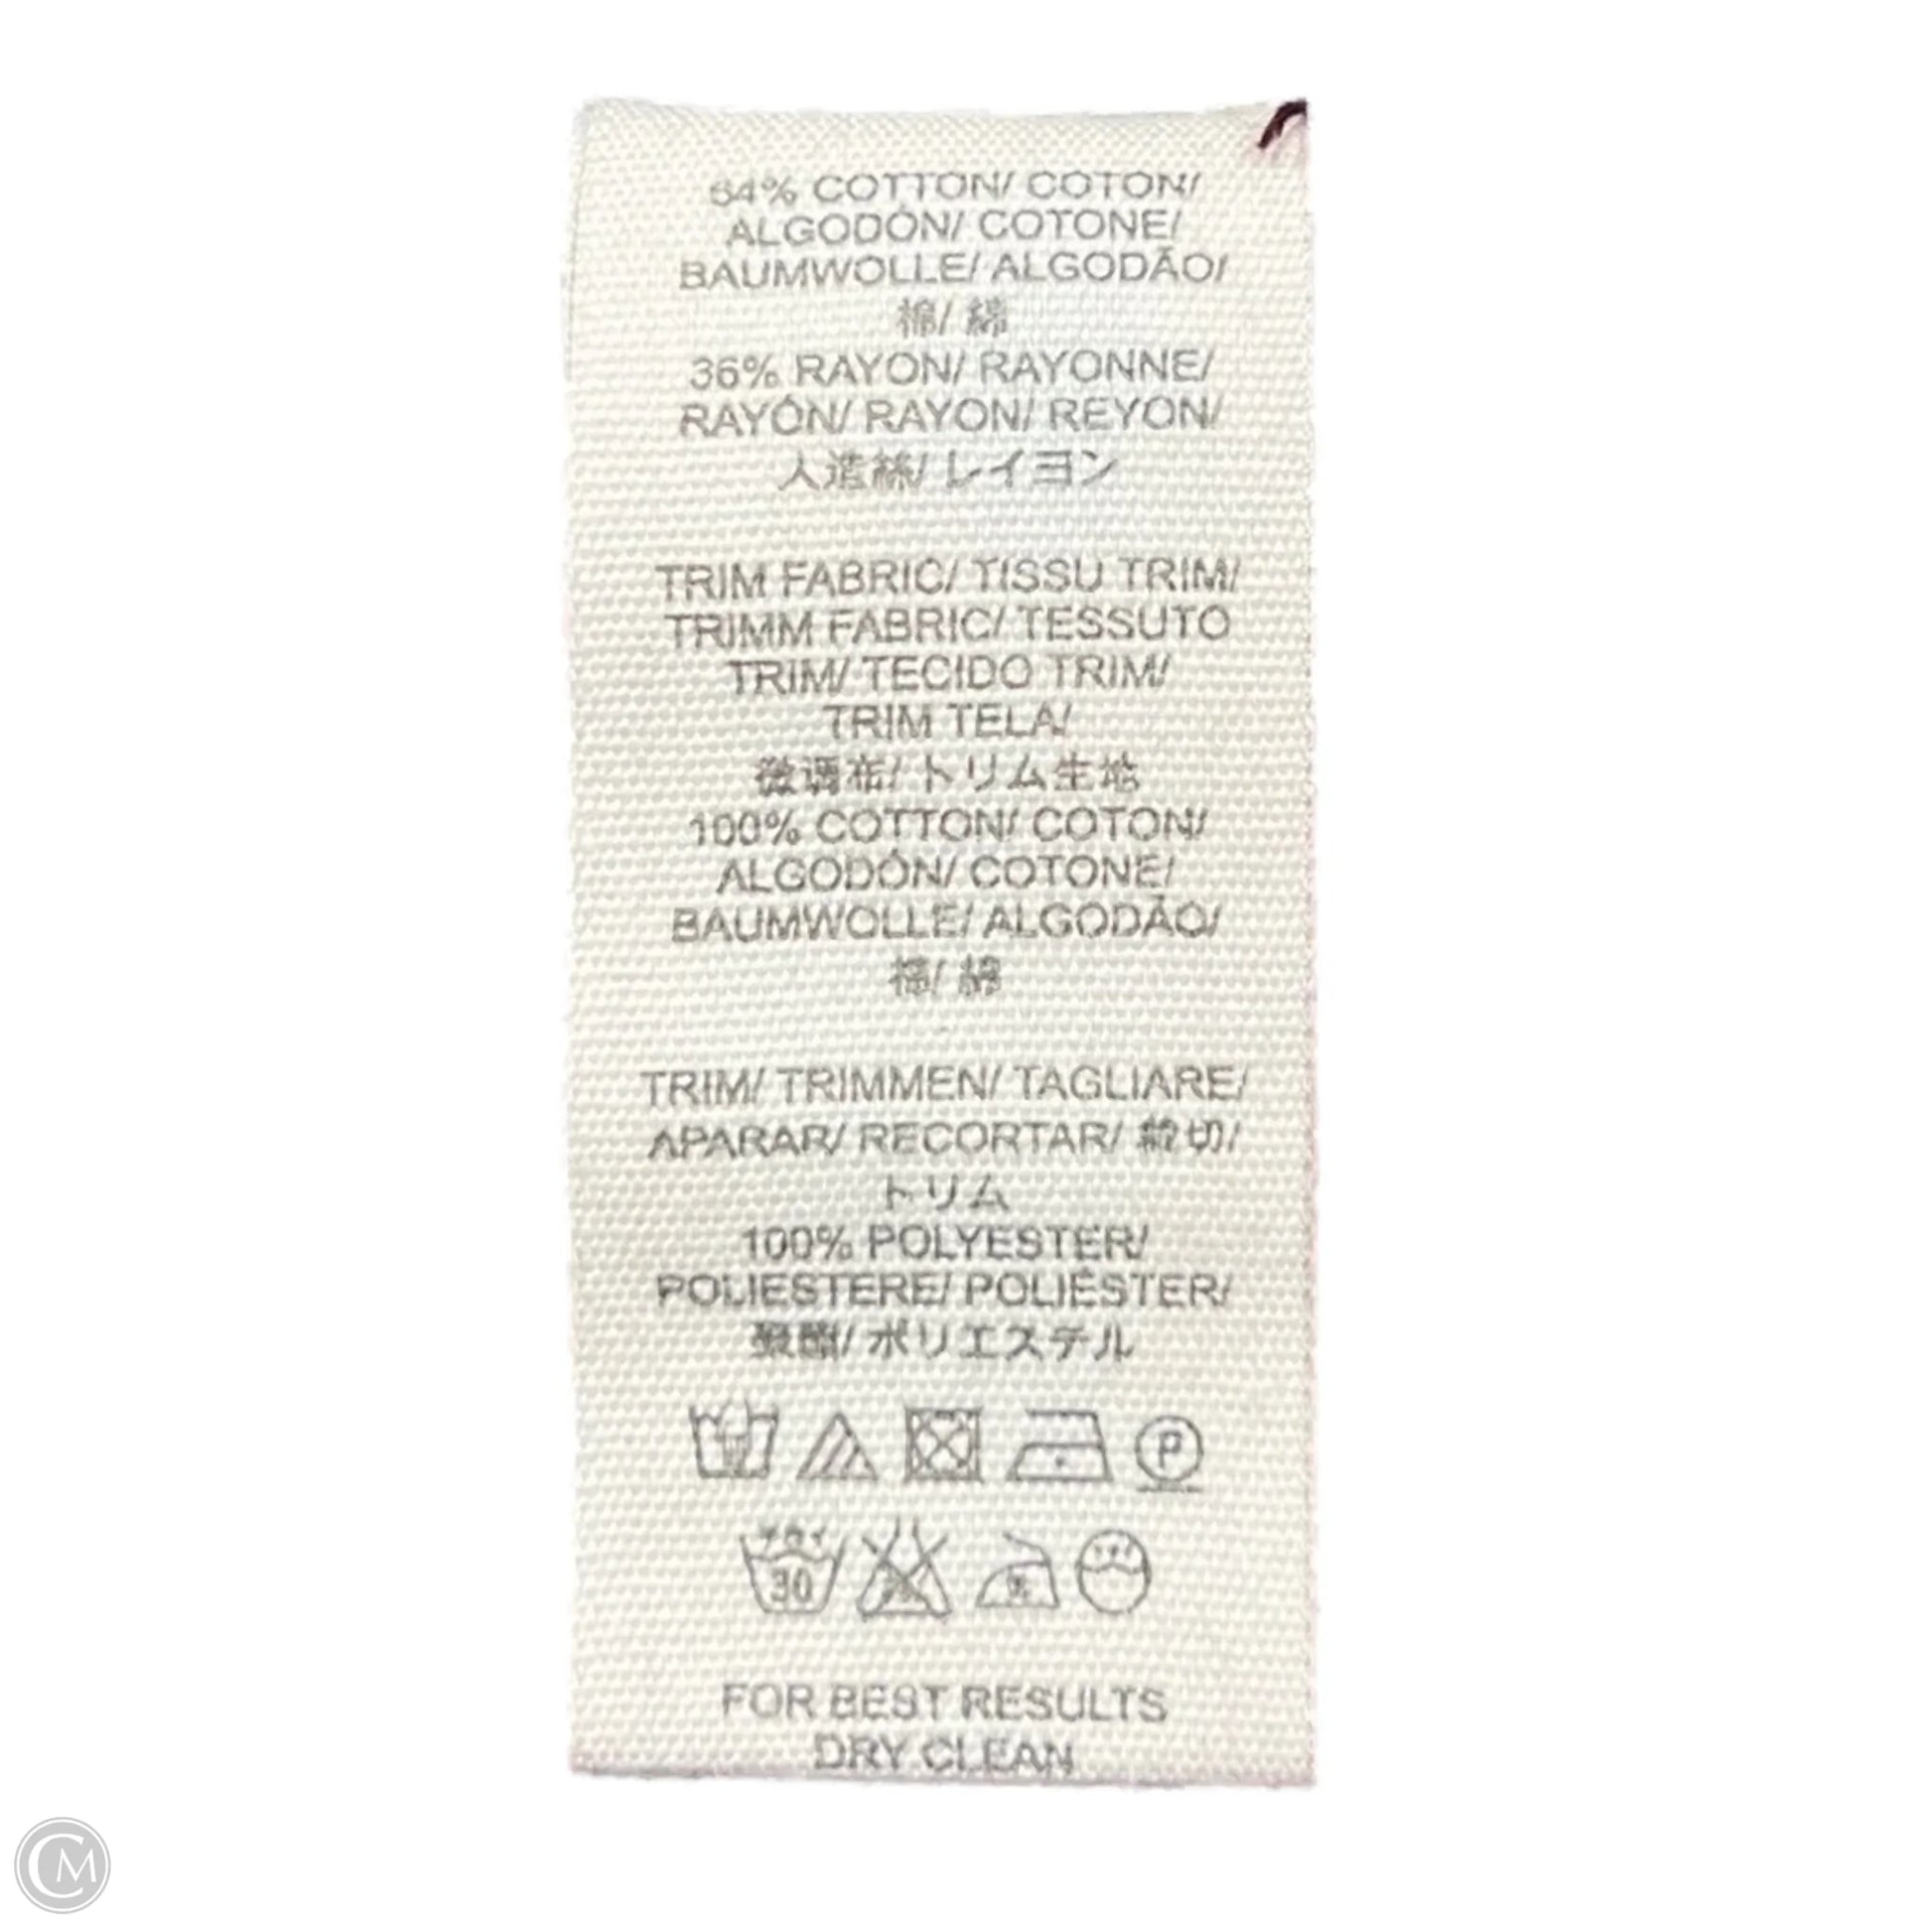 64% COTTON/ COTON/
ALGODÓN/ COTONE/
BAUMWOLLE/ ALGODÃO/
棉/ 綿
36% RAYON/ RAYONNE/
RAYÓN/ RAYON/ REYON/
人造絲/ レイヨン
TRIM FABRIC/ TISSU TRIM/
TRIMM FABRIC/ TESSUTO
TRIM/ TECIDO TRIM/
TRIM TELA/
微调布/ トリム生地
100% COTTON/ COTON/
ALGODÓN/ COTONE/
BAUMWOLLE/ ALGODÃO/
棉/ 綿
TRIM/ TRIMMEN/ TAGLIARE/
APARAR/ RECORTAR/
トリム
100% POLYESTER/
POLIESTERE/ POLIÉSTER/
聚酯/ ポリエステル
P
30
FOR BEST RESULTS
DRY CLEAN
CM